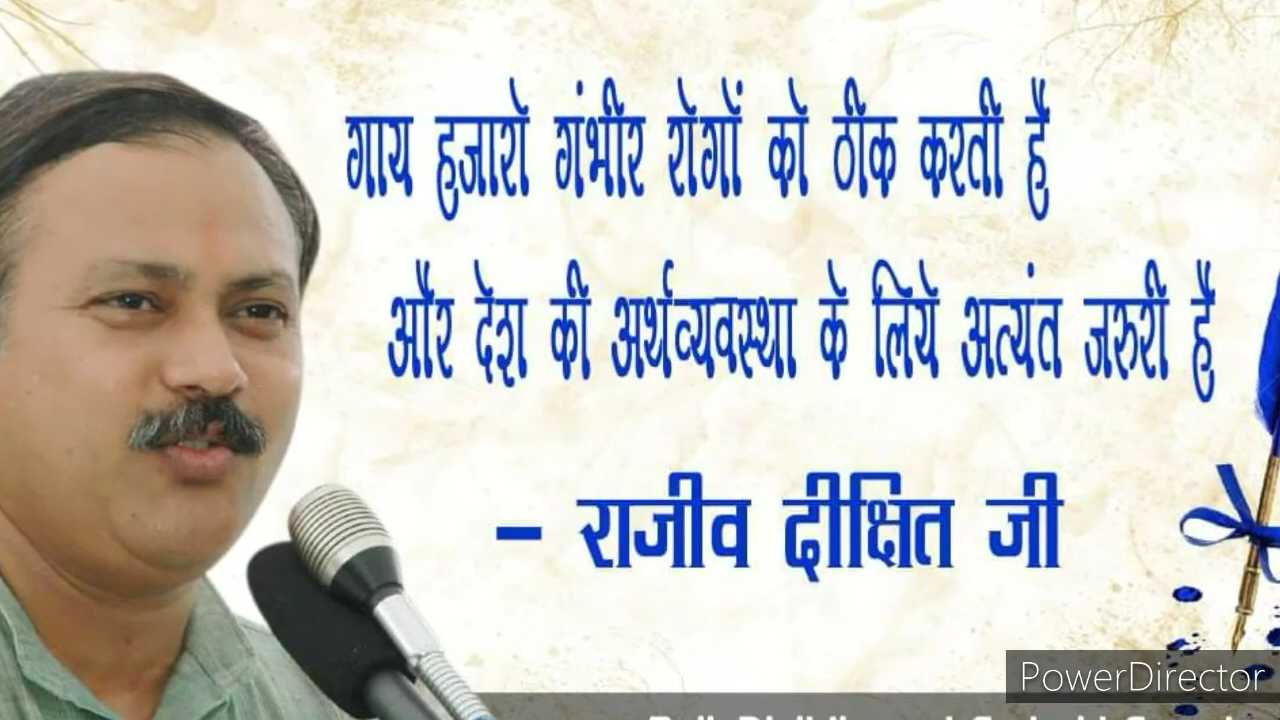 गाय हजारों गंभीर रोगों को ठीक करती हैं
और देश की अर्थव्यवस्था के लिये अत्यंत जरुरी हैं
– राजीव दीक्षित जी
PowerDirector